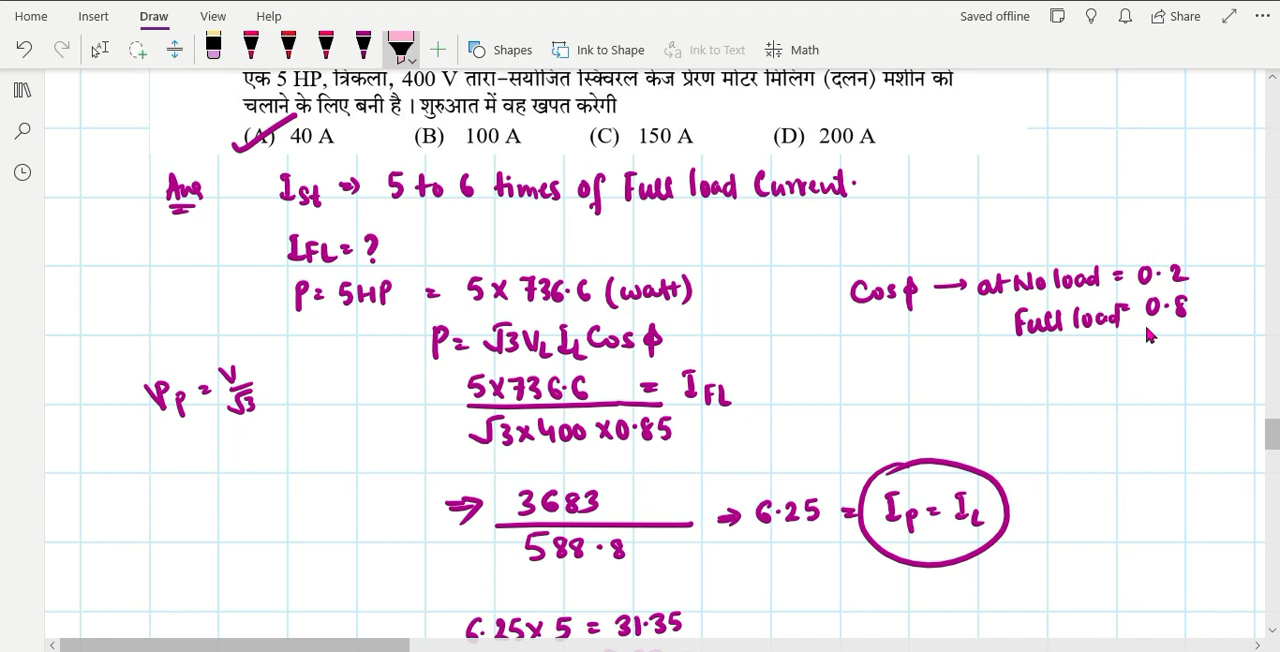 Home Insert Draw View Help Saved offline Share
Shapes Ink to Shape Ink to Text Math
एक 5 HP, त्रिकला, 400 V तारा-संयोजित स्क्विरल केज प्रेरण मोटर मिलिंग (दलन) मशीन को
चलाने के लिए बनी है । शुरुआत में वह खपत करेगी
(A) 40 A (B) 100 A (C) 150 A (D) 200 A
Ans ISt ⇒ 5 to 6 times of Full load Current.
IFL = ?
P = 5HP = 5 × 736.6 (watt)
Cosϕ → at No load = 0.2
Full load = 0.8
P = √3 VL IL Cosϕ
VP = V/√3
5×736.6 = IFL
√3×400×0.85
⇒ 3683 → 6.25 = IP = IL
588.8
6.25×5 = 31.35